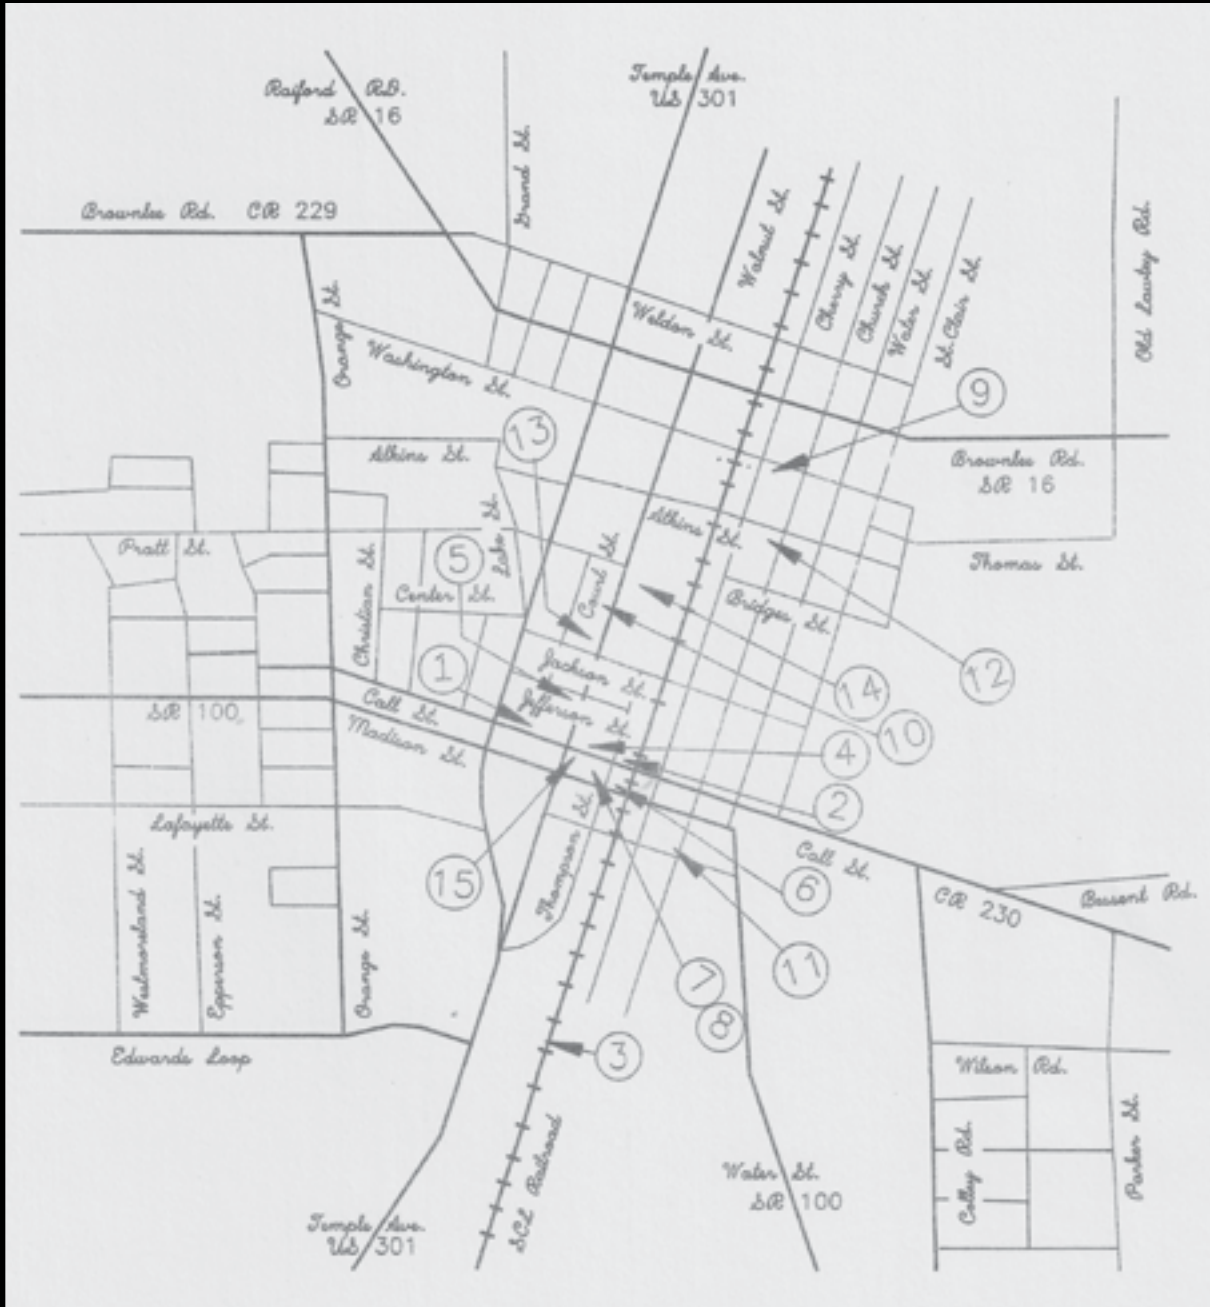 Temple Ave.
US 301
Raiford RD.
SR 16
Grand St.
Walnut St.
Brownlee Rd. CR 229
Cherry St.
Church St.
Water St.
St. Clair St.
Old Lawtey Rd.
Orange St.
Weldon St.
Washington St.
9
13
Atkins St.
Brownlee Rd.
SR 16
Lake St.
Atkins St.
Pratt St.
5
Court St.
Thomas St.
Christian St.
Center St.
Bridges St.
1
Jackson St.
12
14
SR 100
Call St.
Jefferson St.
10
Madison St.
4
2
Lafayette St.
Thompson St.
Call St.
15
6
CR 230
Bessent Rd.
Westmoreland St.
Epperson St.
Orange St.
11
7
8
3
Edwards Loop
Wilson Rd.
SCL Railroad
Colley Rd.
Parker St.
Water St.
SR 100
Temple Ave.
US 301